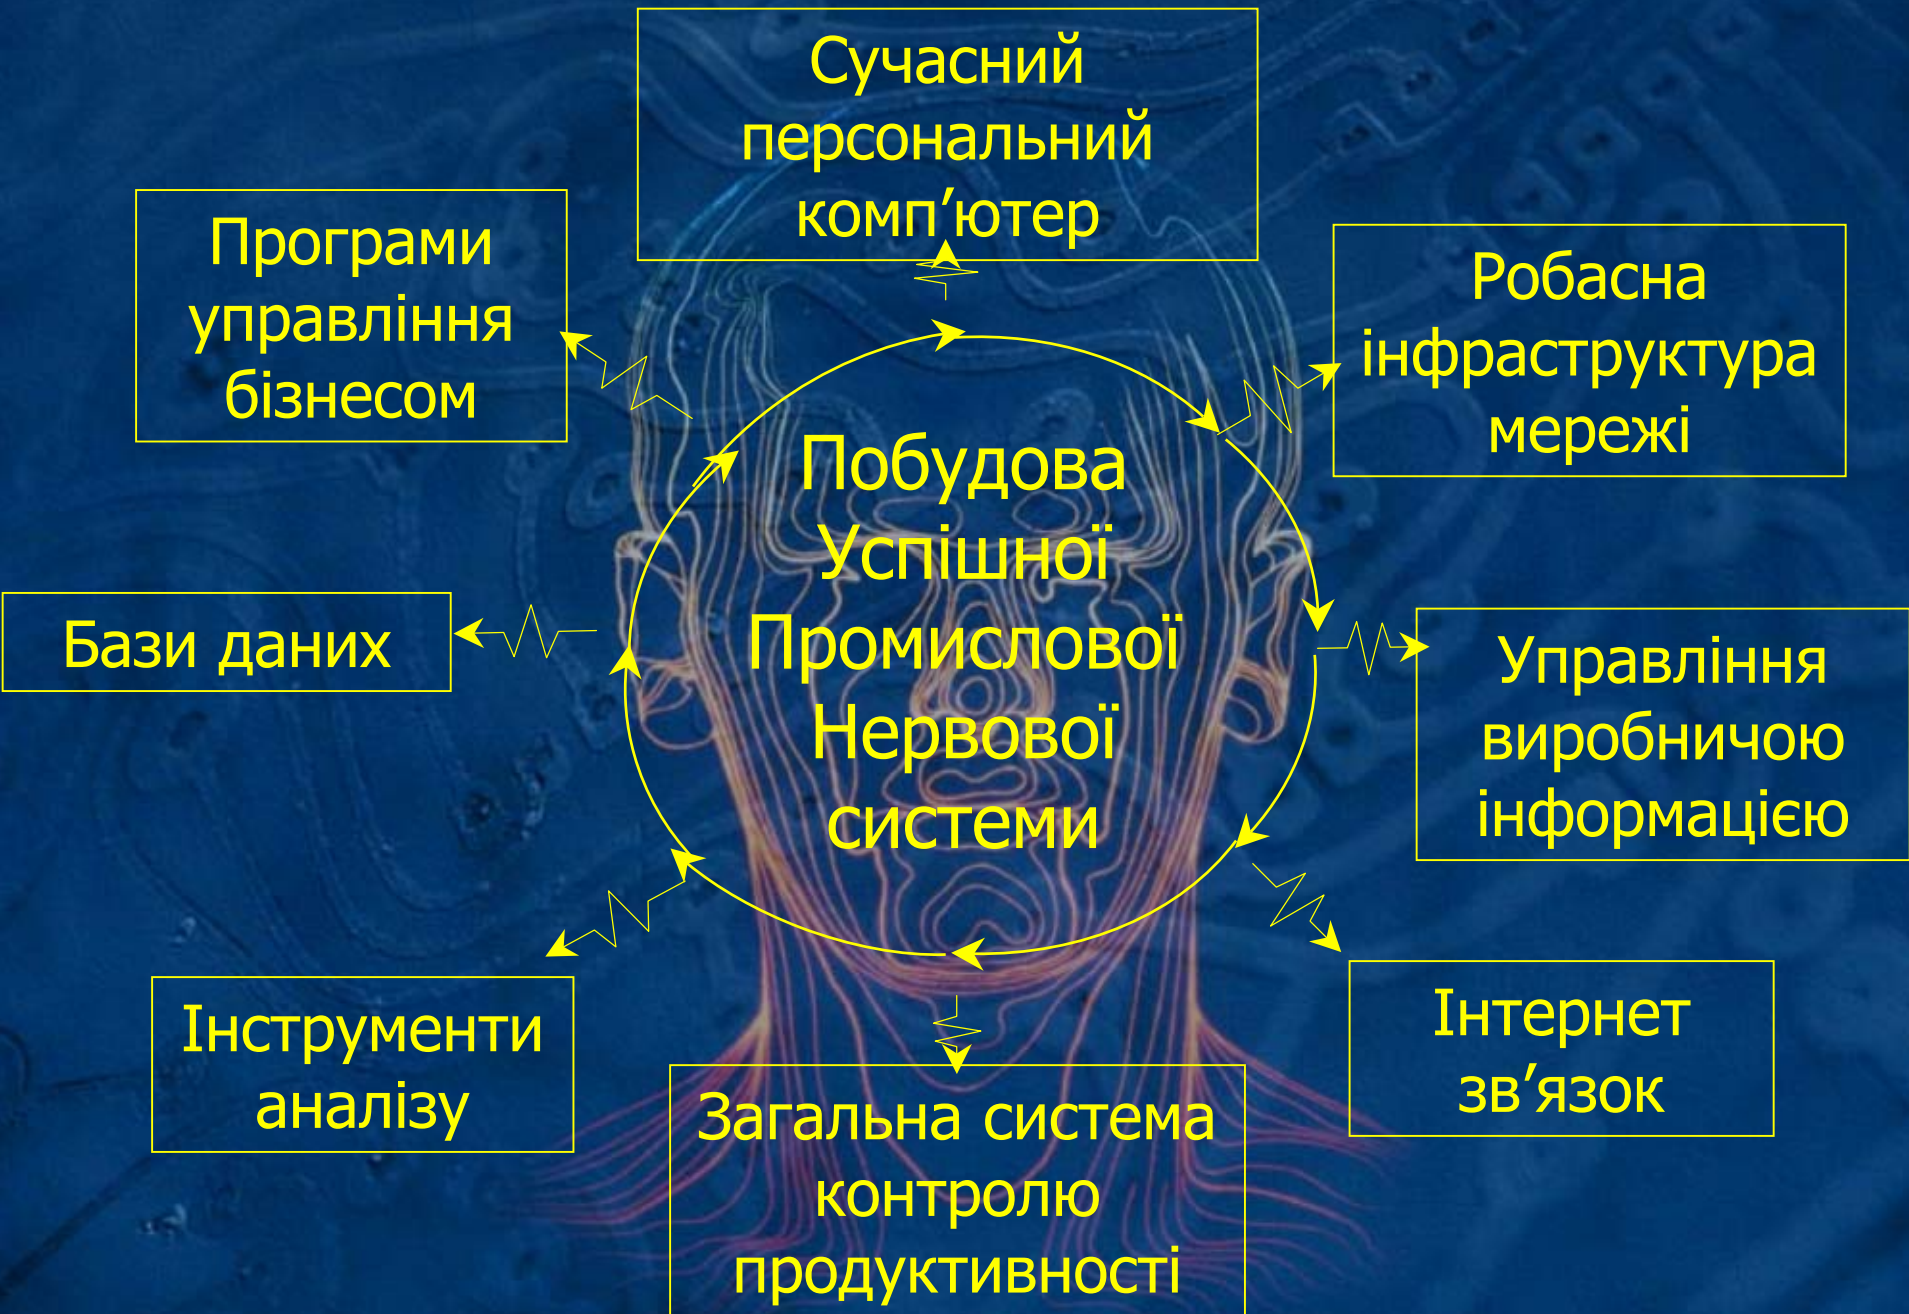 Сучасний
персональний
комп’ютер
Програми
управління
бізнесом
Робасна
інфраструктура
мережі
Побудова
Успішної
Промислової
Нервової
системи
Бази даних
Управління
виробничою
інформацією
Інструменти
аналізу
Інтернет
зв’язок
Загальна система
контролю
продуктивності